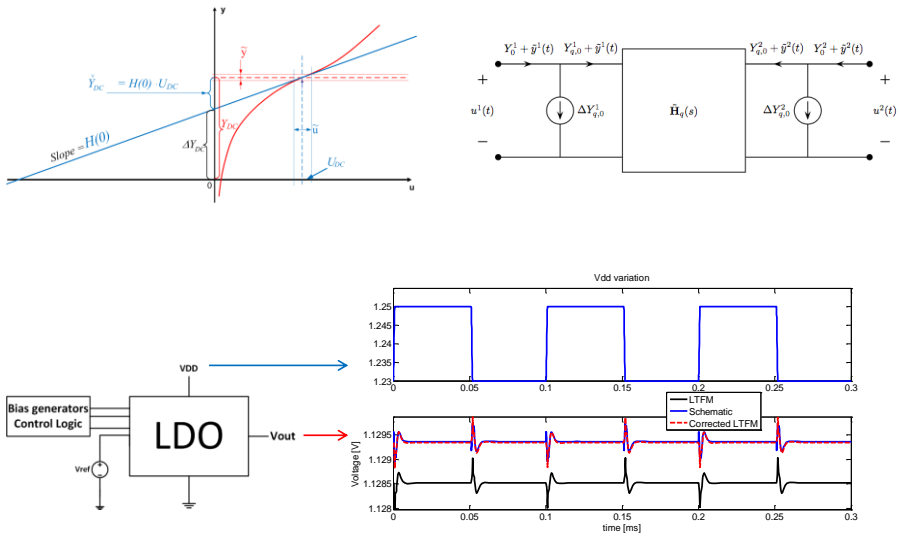 y
ỹ
Ẏ_DC = H(0) · U_DC
Y_DC
ΔY_DC
Slope = H(0)
ũ
U_DC
0
u
Y_0^1 + ỹ^1(t) Y_{q,0}^1 + ỹ^1(t) Y_{q,0}^2 + ỹ^2(t) Y_0^2 + ỹ^2(t)
+ +
u^1(t) ΔY_{q,0}^1 H̃_q(s) ΔY_{q,0}^2 u^2(t)
− −
Vdd variation
1.25
1.245
1.24
1.235
1.23
0 0.05 0.1 0.15 0.2 0.25 0.3
VDD
Bias generators
Control Logic
LDO
Vout
Vref
+
−
LTFM
Schematic
Corrected LTFM
Voltage [V]
1.1295
1.129
1.1285
1.128
0 0.05 0.1 0.15 0.2 0.25 0.3
time [ms]